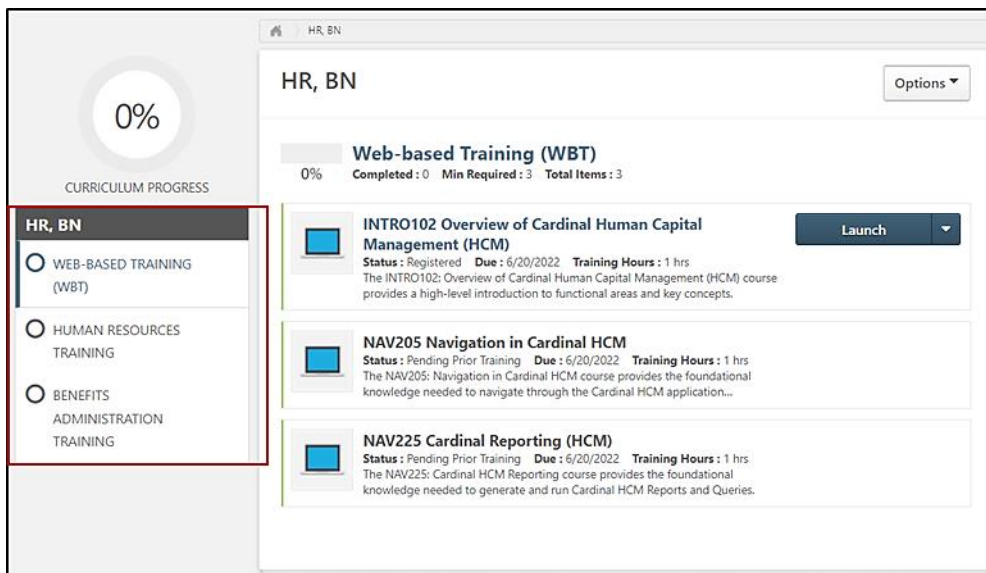 HR, BN
0%
CURRICULUM PROGRESS
HR, BN
WEB-BASED TRAINING
(WBT)
HUMAN RESOURCES
TRAINING
BENEFITS
ADMINISTRATION
TRAINING
HR, BN
Options
0%
Web-based Training (WBT)
Completed : 0 Min Required : 3 Total Items : 3
INTRO102 Overview of Cardinal Human Capital
Management (HCM)
Status : Registered Due : 6/20/2022 Training Hours : 1 hrs
The INTRO102: Overview of Cardinal Human Capital Management (HCM) course
provides a high-level introduction to functional areas and key concepts.
Launch
NAV205 Navigation in Cardinal HCM
Status : Pending Prior Training Due : 6/20/2022 Training Hours : 1 hrs
The NAV205: Navigation in Cardinal HCM course provides the foundational
knowledge needed to navigate through the Cardinal HCM application...
NAV225 Cardinal Reporting (HCM)
Status : Pending Prior Training Due : 6/20/2022 Training Hours : 1 hrs
The NAV225: Cardinal HCM Reporting course provides the foundational
knowledge needed to generate and run Cardinal HCM Reports and Queries.